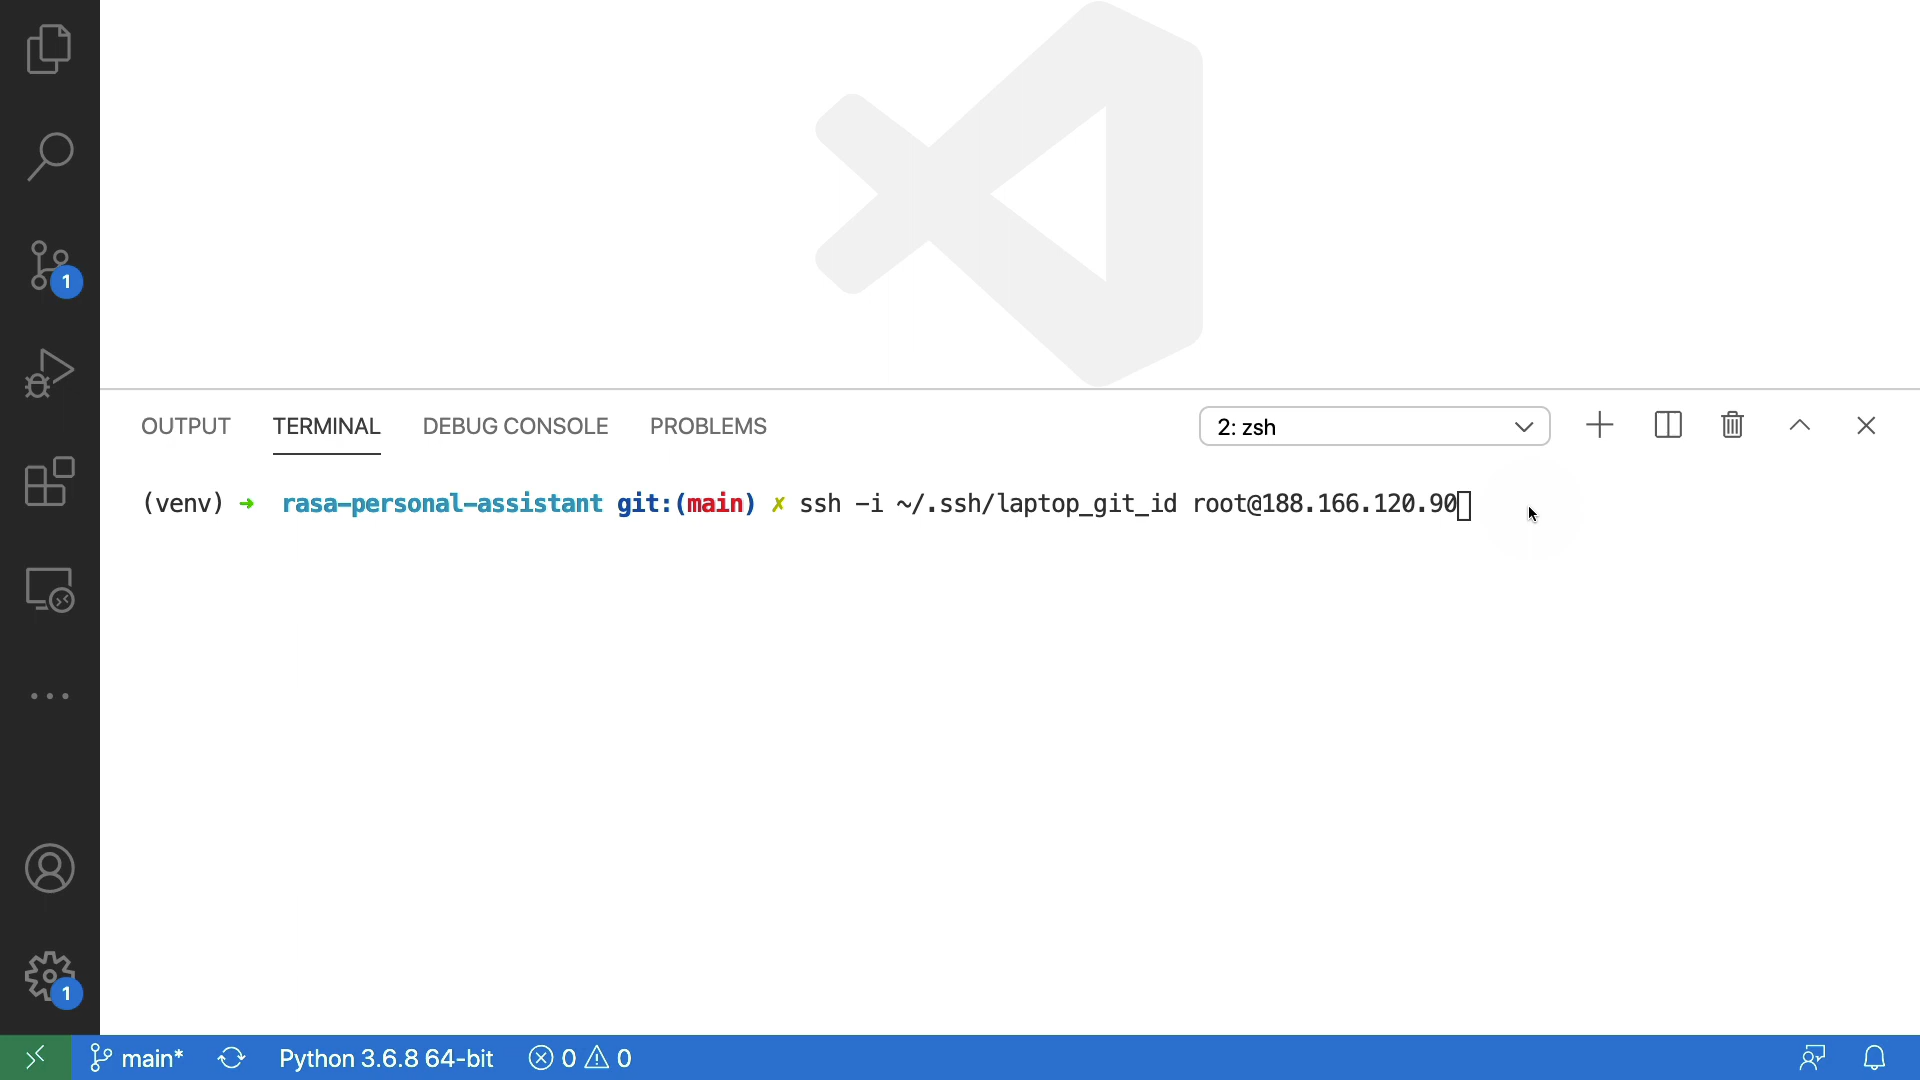 1
OUTPUT TERMINAL DEBUG CONSOLE PROBLEMS 2: zsh
(venv) ➜ rasa-personal-assistant git:(main) ✗ ssh -i ~/.ssh/laptop_git_id root@188.166.120.90
1
main* Python 3.6.8 64-bit 0 0